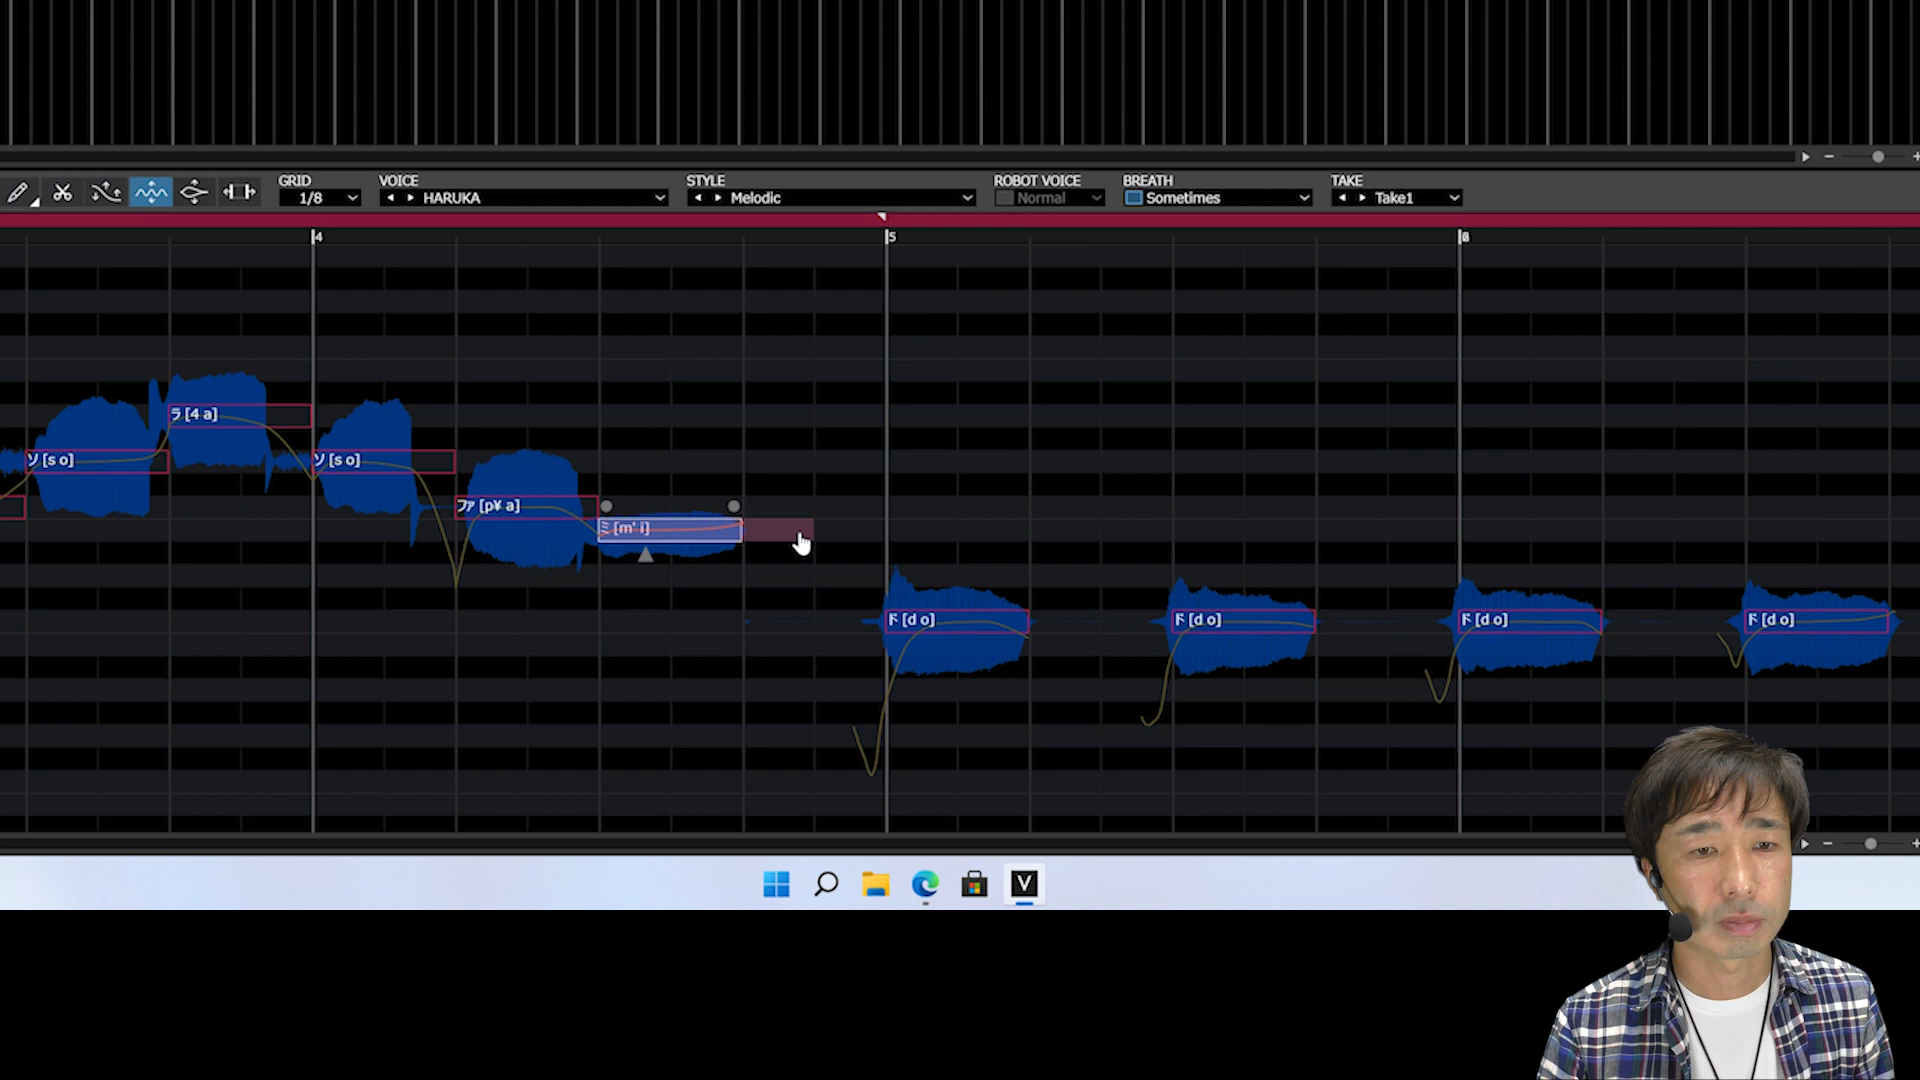 GRID VOICE STYLE ROBOT VOICE BREATH TAKE
1/8 HARUKA Melodic Normal Sometimes Take1
4 5 6
ラ [4 a]
ソ [s o] ソ [s o]
ファ [p¥ a]
ミ [m' i]
ド [d o] ド [d o] ド [d o] ド [d o]
V